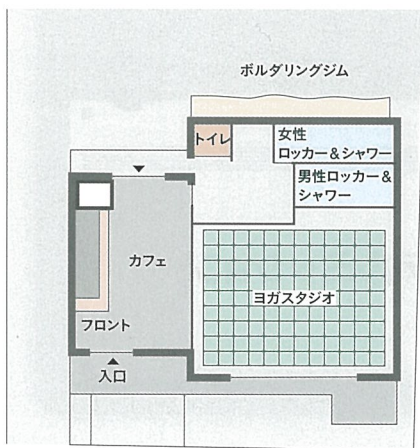 ボルダリングジム
トイレ
女性
ロッカー&シャワー
男性ロッカー&
シャワー
カフェ
ヨガスタジオ
フロント
入口